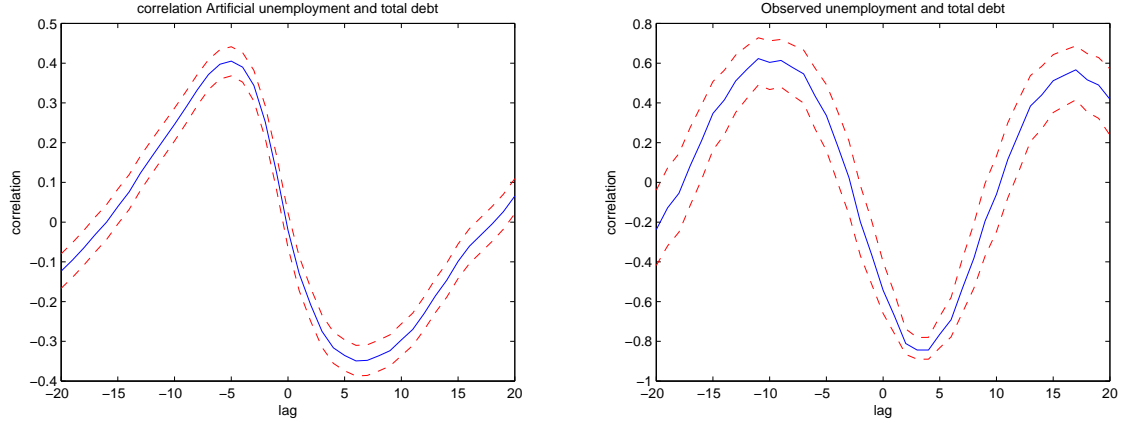 correlation Artificial unemployment and total debt
0.5
0.4
0.3
0.2
0.1
0
−0.1
−0.2
−0.3
−0.4
correlation
−20 −15 −10 −5 0 5 10 15 20
lag
Observed unemployment and total debt
0.8
0.6
0.4
0.2
0
−0.2
−0.4
−0.6
−0.8
−1
correlation
−20 −15 −10 −5 0 5 10 15 20
lag